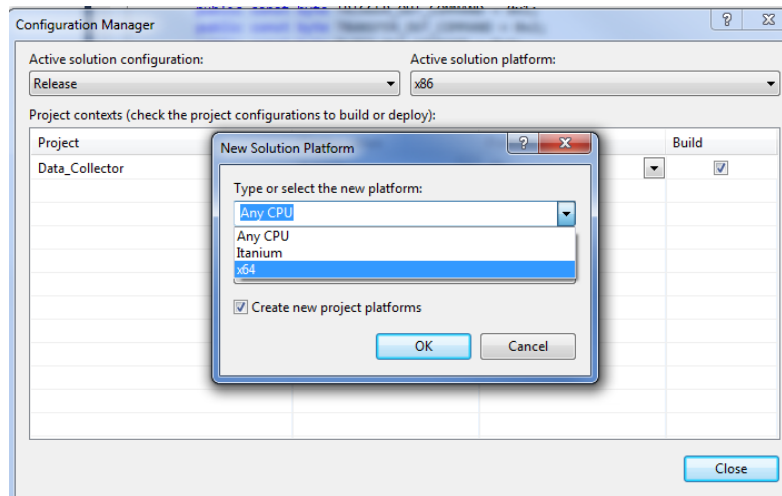 Configuration Manager
Active solution configuration:
Active solution platform:
Release
x86
Project contexts (check the project configurations to build or deploy):
Project
Build
Data_Collector
New Solution Platform
Type or select the new platform:
Any CPU
Any CPU
Itanium
x64
Create new project platforms
OK
Cancel
Close